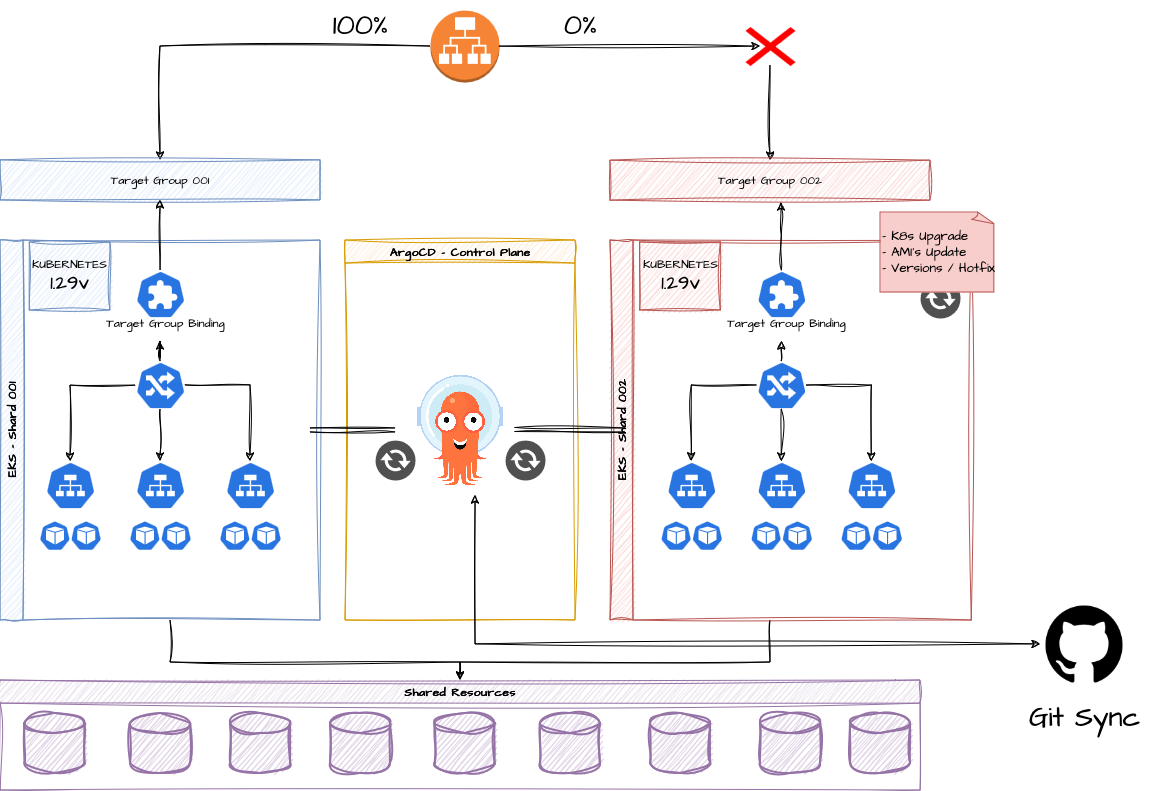 100%
0%
Target Group 001
Target Group 002
- K8s Upgrade
- AMI's Update
- Versions / Hotfix
KUBERNETES
1.29v
Target Group Binding
EKS - Shard 001
ArgoCD - Control Plane
KUBERNETES
1.29v
Target Group Binding
EKS - Shard 002
Shared Resources
Git Sync